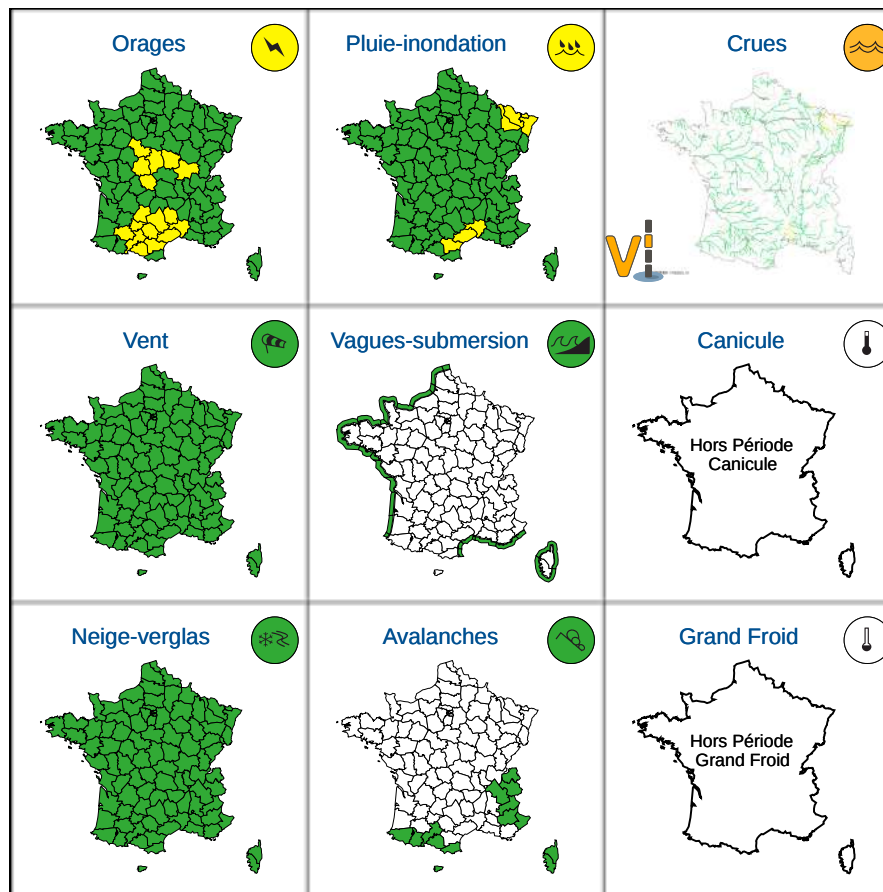 Orages
Pluie-inondation
Crues
Vi
Vent
Vagues-submersion
Canicule
Hors Période
Canicule
Neige-verglas
Avalanches
Grand Froid
Hors Période
Grand Froid